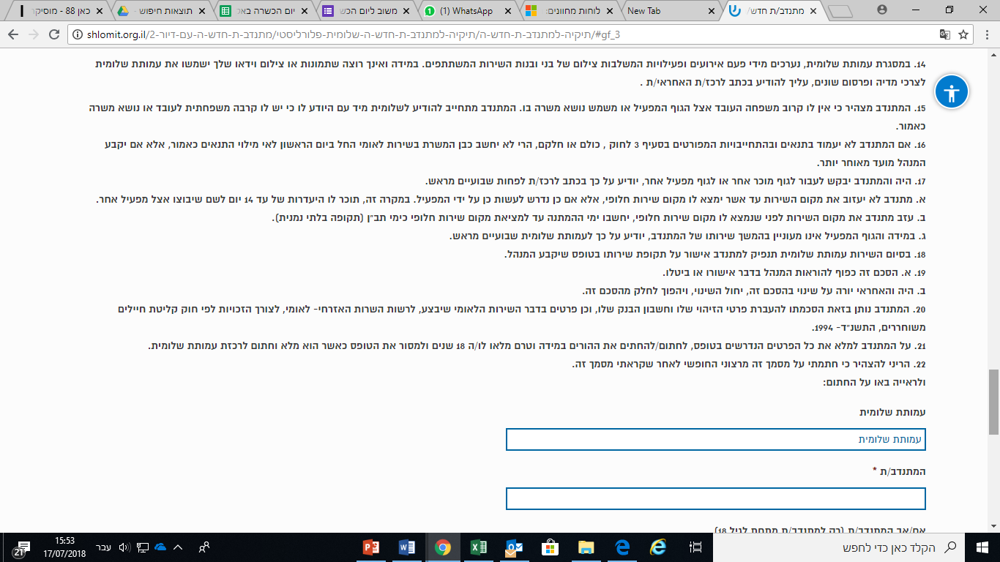 כאן 88 - מוסיקה
תוצאות חיפוש -
יום הכשרה באק
משוב ליום הכש
(1) WhatsApp
לוחות מחוונים:
New Tab
מתנדב/ת חדש/
shlomit.org.il/תיקיה-למתנדב-ת-חדש-ה/תיקיה-למתנדב-ת-חדש-ה-שלומית-פלורליסטי/מתנדב-ת-חדש-ה-עם-דיור-2/#gf_3
14. במסגרת עמותת שלומית, נערכים מידי פעם אירועים ופעילויות המשלבות צילום של בני ובנות השירות המשתתפים. במידה ואינך רוצה שתמונות או צילום וידאו שלך ישמשו את עמותת שלומית
לצרכי מדיה ופרסום שונים, עליך להודיע בכתב לרכז/ת האחראי/ת .
15. המתנדב מצהיר כי אין לו קרוב משפחה העובד אצל הגוף המפעיל או משמש נושא משרה בו. המתנדב מתחייב להודיע לשלומית מיד עם היודע לו כי יש לו קרבה משפחתית לעובד או נושא משרה
כאמור.
16. אם המתנדב לא יעמוד בתנאים ובהתחייבויות המפורטים בסעיף 3 לחוק , כולם או חלקם, הרי לא יחשב כבן המשרת בשירות לאומי החל ביום הראשון לאי מילוי התנאים כאמור, אלא אם יקבע
המנהל מועד מאוחר יותר.
17. היה והמתנדב יבקש לעבור לגוף מוכר אחר או לגוף מפעיל אחר, יודיע על כך בכתב לרכז/ת לפחות שבועיים מראש.
א. מתנדב לא יעזוב את מקום השירות עד אשר ימצא לו מקום שירות חלופי, אלא אם כן נדרש לעשות כן על ידי המפעיל. במקרה זה, תוכר לו היעדרות של עד 14 יום לשם שיבוצו אצל מפעיל אחר.
ב. עזב מתנדב את מקום השירות לפני שנמצא לו מקום שירות חלופי, יחשבו ימי ההמתנה עד למציאת מקום שירות חלופי כימי תב"ן (תקופה בלתי נמנית).
ג. במידה והגוף המפעיל אינו מעוניין בהמשך שירותו של המתנדב, יודיע על כך לעמותת שלומית שבועיים מראש.
18. בסיום השירות עמותת שלומית תנפיק למתנדב אישור על תקופת שירותו בטופס שיקבע המנהל.
19. א. הסכם זה כפוף להוראות המנהל בדבר אישורו או ביטלו.
ב. היה והאחראי יורה על שינוי בהסכם זה, יחול השינוי, ויהפוך לחלק מהסכם זה.
20. המתנדב נותן בזאת הסכמתו להעברת פרטי הזיהוי שלו וחשבון הבנק שלו, וכן פרטים בדבר השירות הלאומי שיבצע, לרשות השרות האזרחי- לאומי, לצורך הזכויות לפי חוק קליטת חיילים
משוחררים, התשנ"ד- 1994.
21. על המתנדב למלא את כל הפרטים הנדרשים בטופס, לחתום/להחתים את ההורים במידה וטרם מלאו לו/ה 18 שנים ולמסור את הטופס כאשר הוא מלא וחתום לרכזת עמותת שלומית.
22. הריני להצהיר כי חתמתי על מסמך זה מרצוני החופשי לאחר שקראתי מסמך זה.
ולראייה באו על החתום:
עמותת שלומית
עמותת שלומית
המתנדב/ת *
אם/אב המתנדב/ת (רק למתנדב/ת מתחת לגיל 18)
21
15:53
17/07/2018
עבר
הקלד כאן כדי לחפש